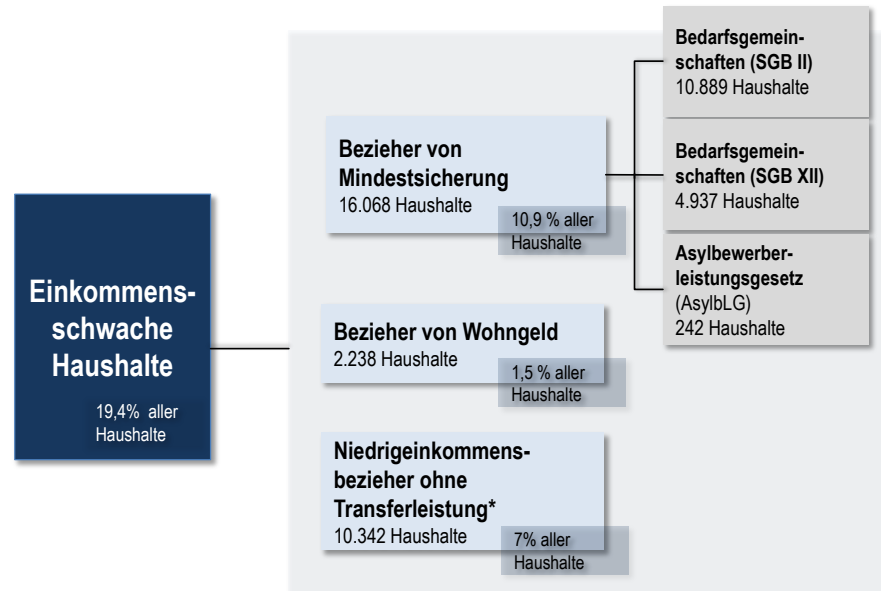 Einkommens-
schwache
Haushalte
19,4% aller
Haushalte
Bezieher von
Mindestsicherung
16.068 Haushalte
10,9 % aller
Haushalte
Bezieher von Wohngeld
2.238 Haushalte
1,5 % aller
Haushalte
Niedrigeinkommens-
bezieher ohne
Transferleistung*
10.342 Haushalte
7% aller
Haushalte
Bedarfsgemein-
schaften (SGB II)
10.889 Haushalte
Bedarfsgemein-
schaften (SGB XII)
4.937 Haushalte
Asylbewerber-
leistungsgesetz
(AsylbLG)
242 Haushalte